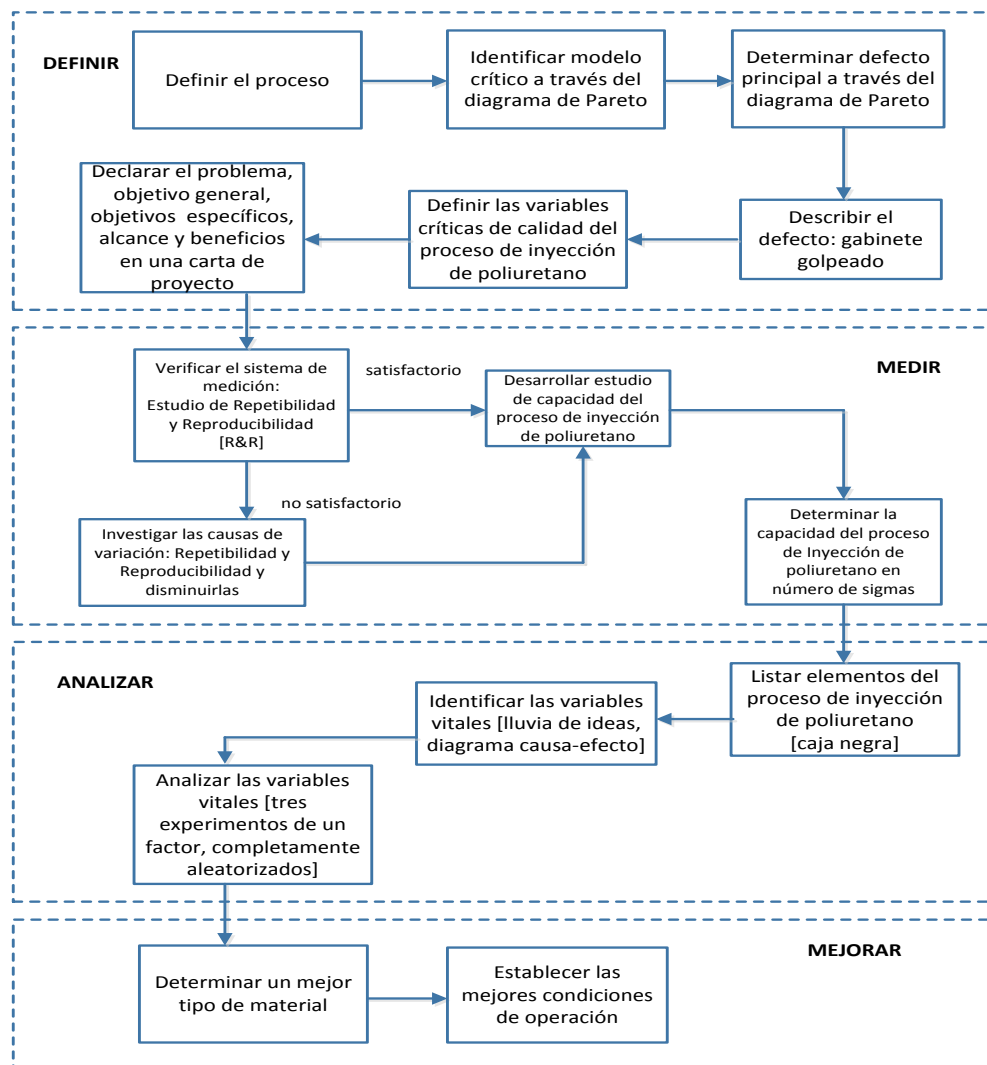 DEFINIR
Definir el proceso
Identificar modelo
crítico a través del
diagrama de Pareto
Determinar defecto
principal a través del
diagrama de Pareto
Declarar el problema,
objetivo general,
objetivos específicos,
alcance y beneficios
en una carta de
proyecto
Definir las variables
críticas de calidad del
proceso de inyección
de poliuretano
Describir el
defecto: gabinete
golpeado
MEDIR
Verificar el sistema de
medición:
Estudio de Repetibilidad
y Reproducibilidad
[R&R]
satisfactorio
Desarrollar estudio
de capacidad del
proceso de inyección
de poliuretano
no satisfactorio
Investigar las causas de
variación: Repetibilidad y
Reproducibilidad y
disminuirlas
Determinar la
capacidad del proceso
de Inyección de
poliuretano en
número de sigmas
ANALIZAR
Listar elementos del
proceso de inyección
de poliuretano
[caja negra]
Identificar las variables
vitales [lluvia de ideas,
diagrama causa-efecto]
Analizar las variables
vitales [tres
experimentos de un
factor, completamente
aleatorizados]
MEJORAR
Determinar un mejor
tipo de material
Establecer las
mejores condiciones
de operación